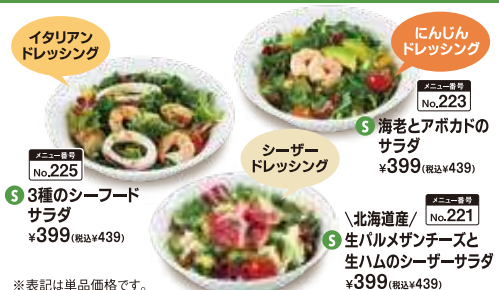 イタリアン
ドレッシング
メニュー番号
No.225
S 3種のシーフード
サラダ
¥399(税込¥439)
にんじん
ドレッシング
メニュー番号
No.223
S 海老とアボカドの
サラダ
¥399(税込¥439)
シーザー
ドレッシング
メニュー番号
No.221
\北海道産/
S 生パルメザンチーズと
生ハムのシーザーサラダ
¥399(税込¥439)
※表記は単品価格です。